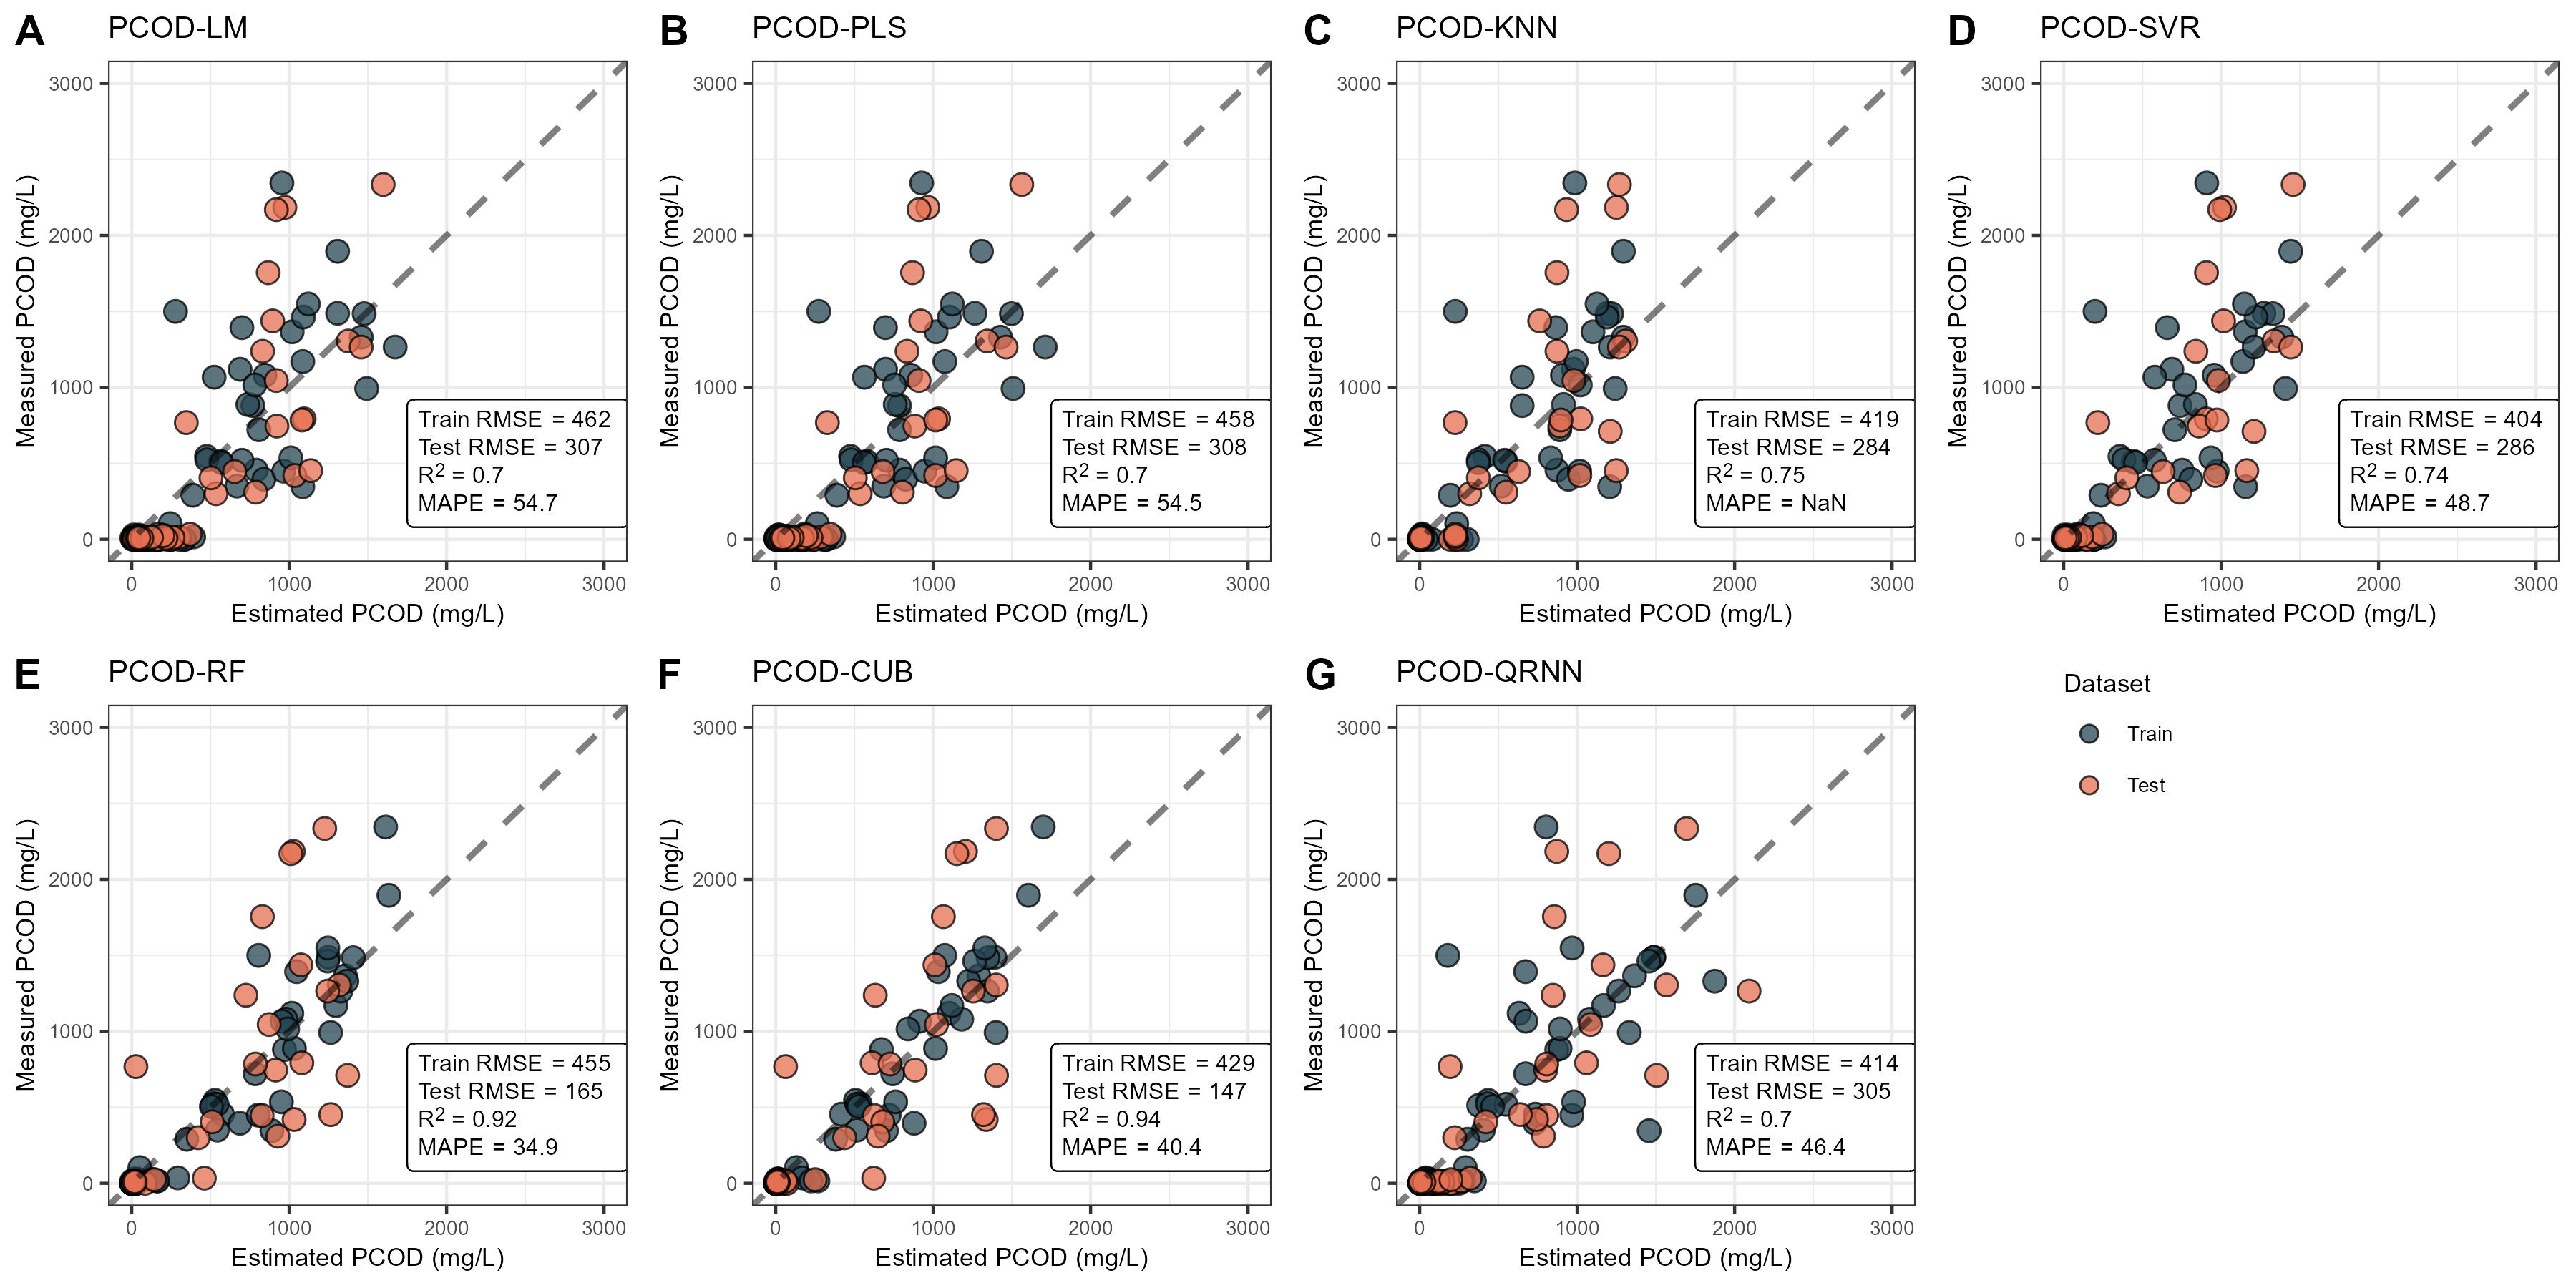 A PCOD-LM
3000
2000
1000
0
Measured PCOD (mg/L)
Train RMSE = 462
Test RMSE = 307
R² = 0.7
MAPE = 54.7
0 1000 2000 3000
Estimated PCOD (mg/L)
B PCOD-PLS
3000
2000
1000
0
Measured PCOD (mg/L)
Train RMSE = 458
Test RMSE = 308
R² = 0.7
MAPE = 54.5
0 1000 2000 3000
Estimated PCOD (mg/L)
C PCOD-KNN
3000
2000
1000
0
Measured PCOD (mg/L)
Train RMSE = 419
Test RMSE = 284
R² = 0.75
MAPE = NaN
0 1000 2000 3000
Estimated PCOD (mg/L)
D PCOD-SVR
3000
2000
1000
0
Measured PCOD (mg/L)
Train RMSE = 404
Test RMSE = 286
R² = 0.74
MAPE = 48.7
0 1000 2000 3000
Estimated PCOD (mg/L)
E PCOD-RF
3000
2000
1000
0
Measured PCOD (mg/L)
Train RMSE = 455
Test RMSE = 165
R² = 0.92
MAPE = 34.9
0 1000 2000 3000
Estimated PCOD (mg/L)
F PCOD-CUB
3000
2000
1000
0
Measured PCOD (mg/L)
Train RMSE = 429
Test RMSE = 147
R² = 0.94
MAPE = 40.4
0 1000 2000 3000
Estimated PCOD (mg/L)
G PCOD-QRNN
3000
2000
1000
0
Measured PCOD (mg/L)
Train RMSE = 414
Test RMSE = 305
R² = 0.7
MAPE = 46.4
0 1000 2000 3000
Estimated PCOD (mg/L)
Dataset
Train
Test